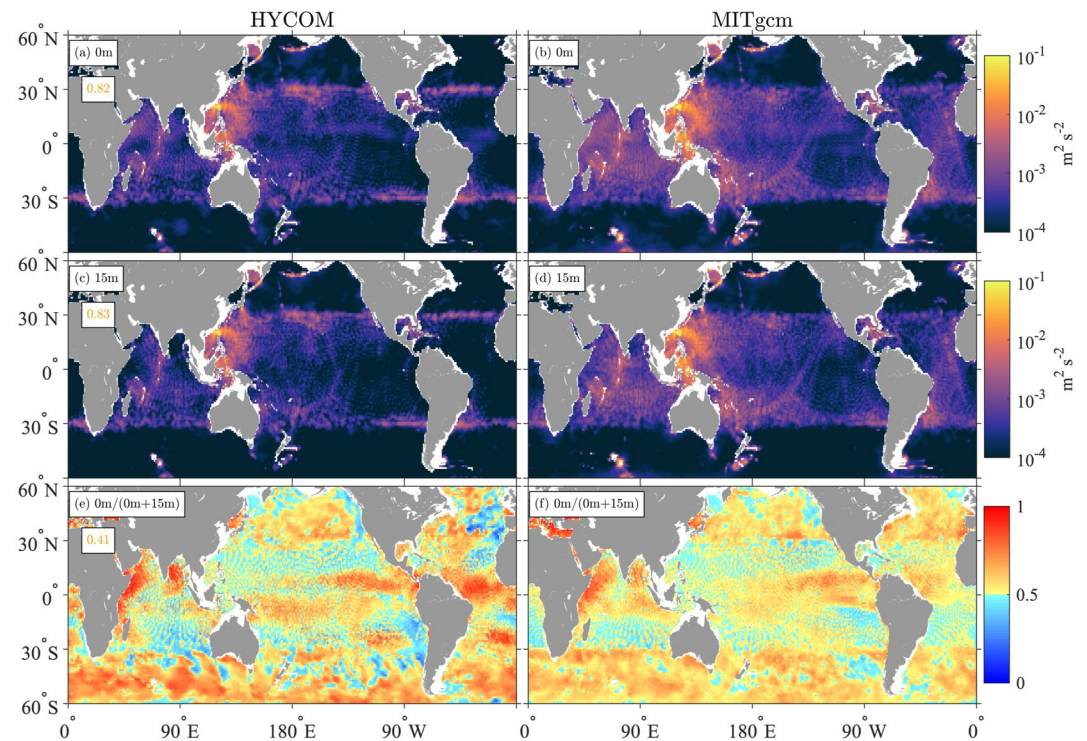 HYCOM MITgcm
60°N (a) 0m (b) 0m
0.82
30°N
0°
30°S
10^-1
10^-2
10^-3
10^-4
m² s⁻²
60°N (c) 15m (d) 15m
0.83
30°N
0°
30°S
10^-1
10^-2
10^-3
10^-4
m² s⁻²
60°N (e) 0m/(0m+15m) (f) 0m/(0m+15m)
0.41
30°N
0°
30°S
60°S
1
0.5
0
0° 90°E 180°E 90°W 0° 90°E 180°E 90°W 0°